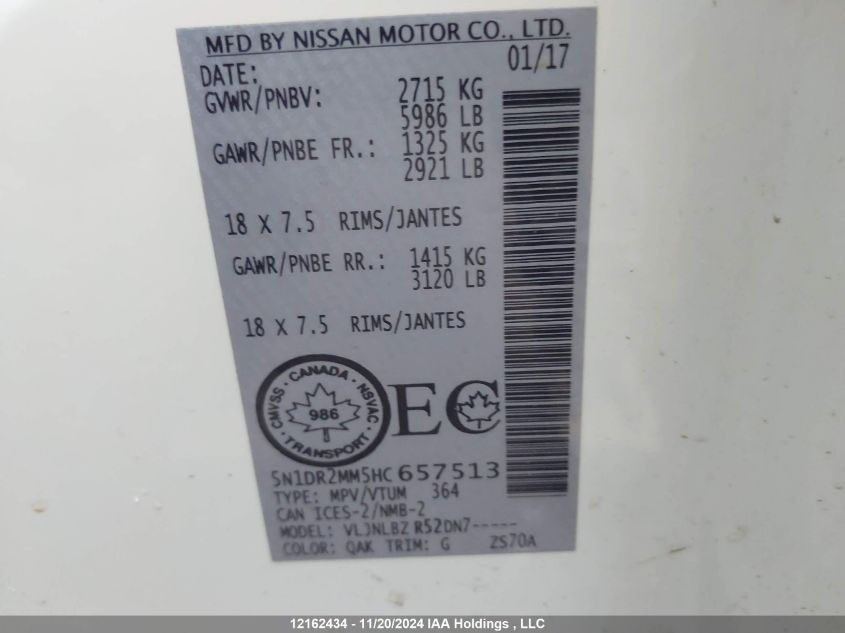 MFD BY NISSAN MOTOR CO., LTD.
DATE: 01/17
GVWR/PNBV: 2715 KG
5986 LB
GAWR/PNBE FR.: 1325 KG
2921 LB
18 X 7.5 RIMS/JANTES
GAWR/PNBE RR.: 1415 KG
3120 LB
18 X 7.5 RIMS/JANTES
CMVSS · CANADA · NSVAC · TRANSPORT ·
986
EC
5N1DR2MM5HC657513
TYPE: MPV/VTUM 364
CAN ICES-2/NMB-2
MODEL: VLJNLBZ R52DN7-----
COLOR: QAK TRIM: G ZS70A
12162434 - 11/20/2024 IAA Holdings , LLC